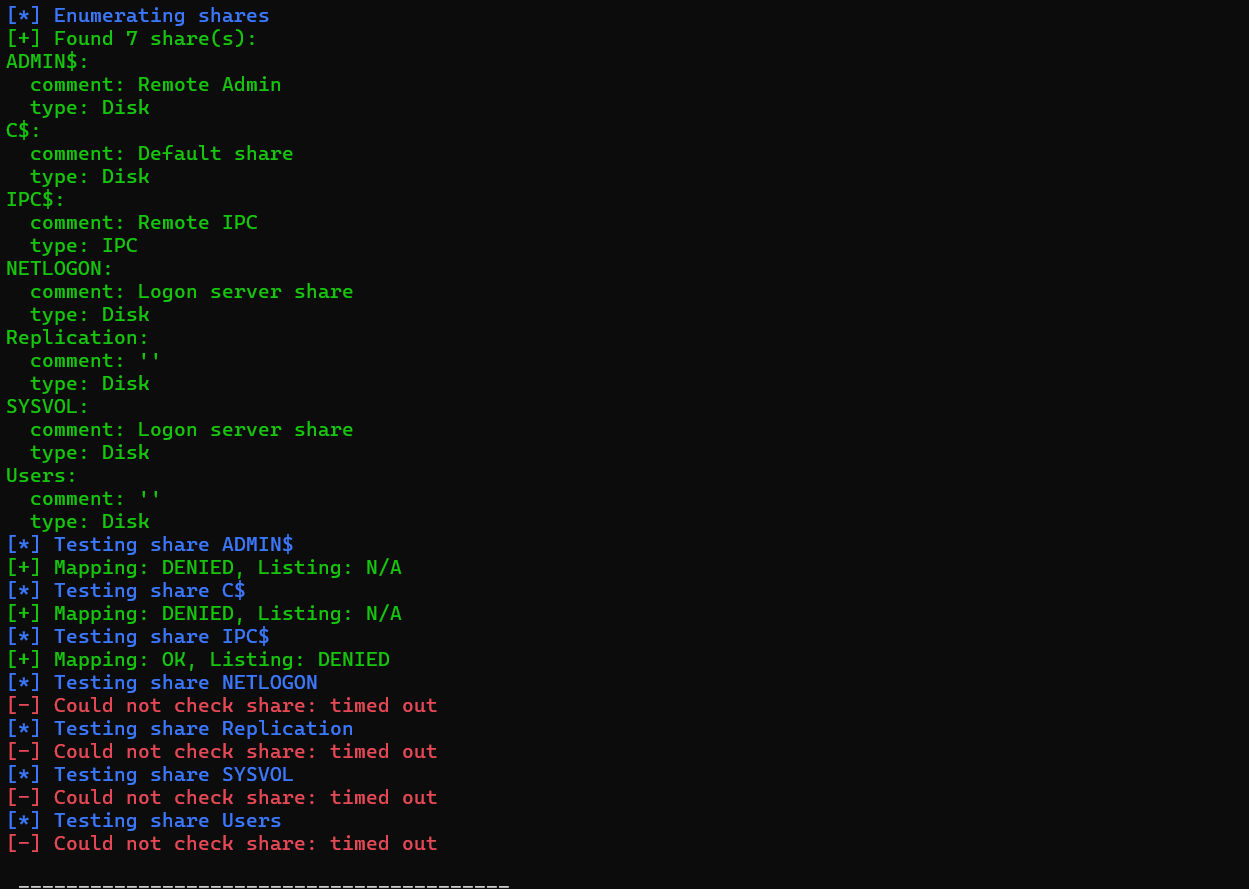 [*] Enumerating shares
[+] Found 7 share(s):
ADMIN$:
  comment: Remote Admin
  type: Disk
C$:
  comment: Default share
  type: Disk
IPC$:
  comment: Remote IPC
  type: IPC
NETLOGON:
  comment: Logon server share
  type: Disk
Replication:
  comment: ''
  type: Disk
SYSVOL:
  comment: Logon server share
  type: Disk
Users:
  comment: ''
  type: Disk
[*] Testing share ADMIN$
[+] Mapping: DENIED, Listing: N/A
[*] Testing share C$
[+] Mapping: DENIED, Listing: N/A
[*] Testing share IPC$
[+] Mapping: OK, Listing: DENIED
[*] Testing share NETLOGON
[-] Could not check share: timed out
[*] Testing share Replication
[-] Could not check share: timed out
[*] Testing share SYSVOL
[-] Could not check share: timed out
[*] Testing share Users
[-] Could not check share: timed out